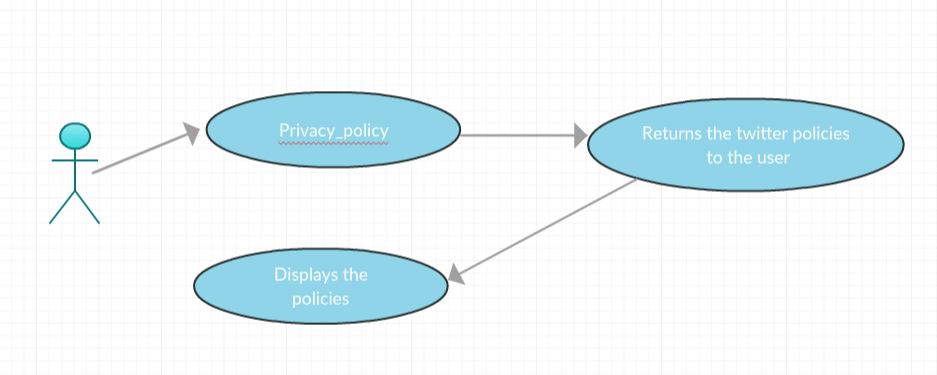 Privacy_policy
Returns the twitter policies
to the user
Displays the
policies